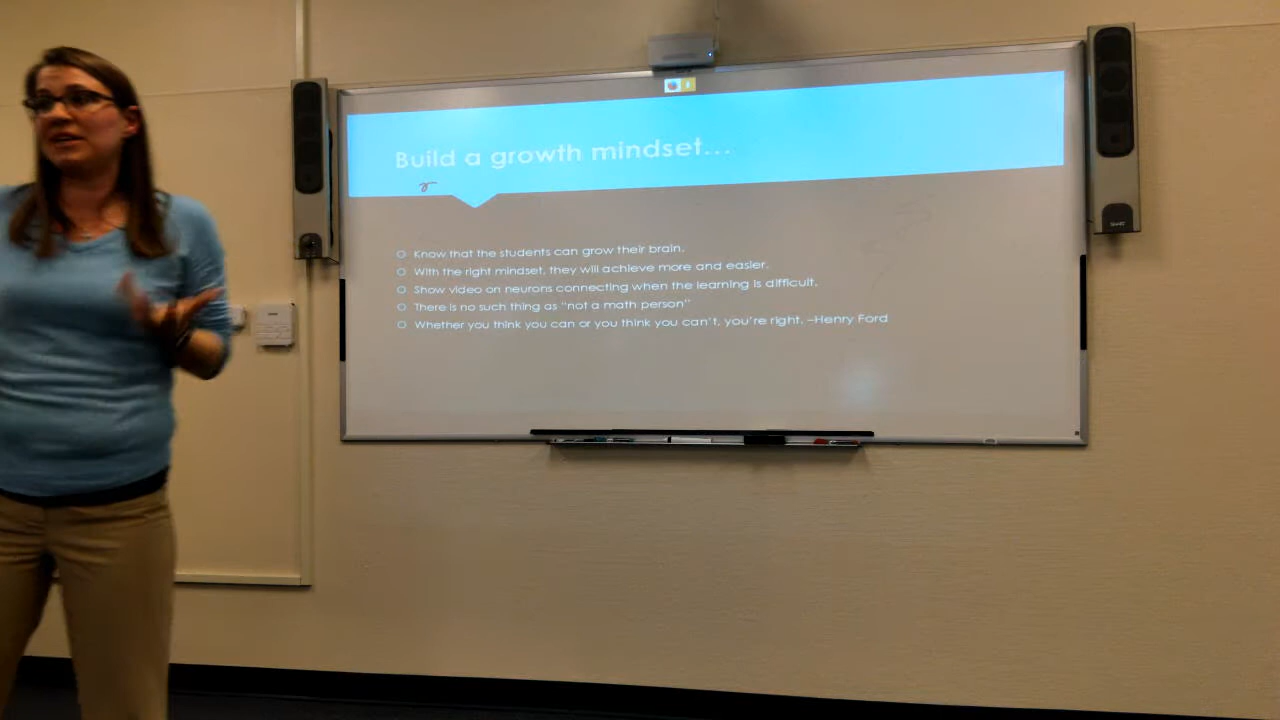 Build a growth mindset...
Know that the students can grow their brain.
With the right mindset, they will achieve more and easier.
Show video on neurons connecting when the learning is difficult.
There is no such thing as "not a math person"
Whether you think you can or you think you can't, you're right. –Henry Ford